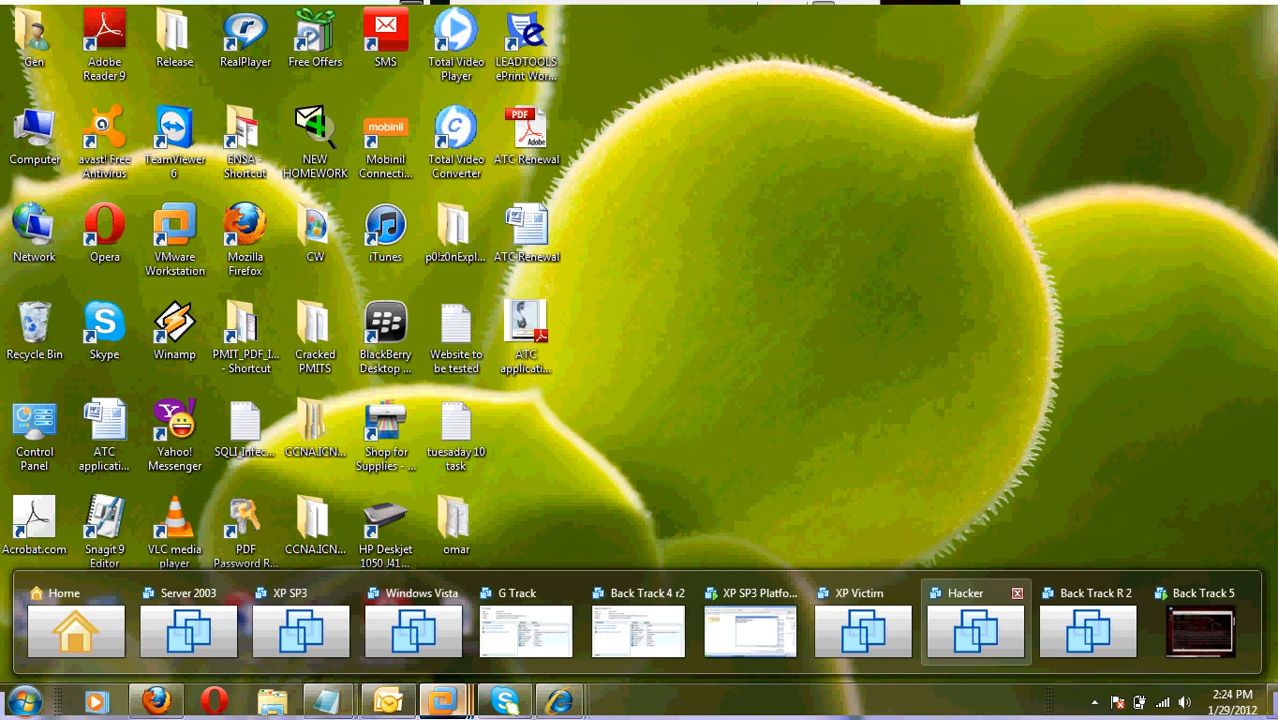 Gen
Adobe
Reader 9
Release
RealPlayer
Free Offers
SMS
Total Video
Player
LEADTOOLS
ePrint Wor...
Computer
avast! Free
Antivirus
TeamViewer
6
ENSA -
Shortcut
NEW
HOMEWORK
mobinil
Mobinil
Connecti...
Total Video
Converter
PDF
Adobe
ATC Renewal
Network
Opera
VMware
Workstation
Mozilla
Firefox
CW
iTunes
p0!z0nExpl...
ATC Renewal
Recycle Bin
Skype
Winamp
PMIT_PDF_I...
- Shortcut
Cracked
PMITS
BlackBerry
Desktop ...
Website to
be tested
ATC
applicati...
Control
Panel
ATC
applicati...
Yahoo!
Messenger
SQLI_Infec...
CCNA.ICN...
Shop for
Supplies - ...
tuesaday 10
task
Acrobat.com
Snagit 9
Editor
VLC media
player
PDF
Password R...
CCNA.ICN...
HP Deskjet
1050 J41...
omar
Home
Server 2003
XP SP3
Windows Vista
G Track
Back Track 4 r2
XP SP3 Platfo...
XP Victim
Hacker
Back Track R 2
Back Track 5
2:24 PM
1/29/2012